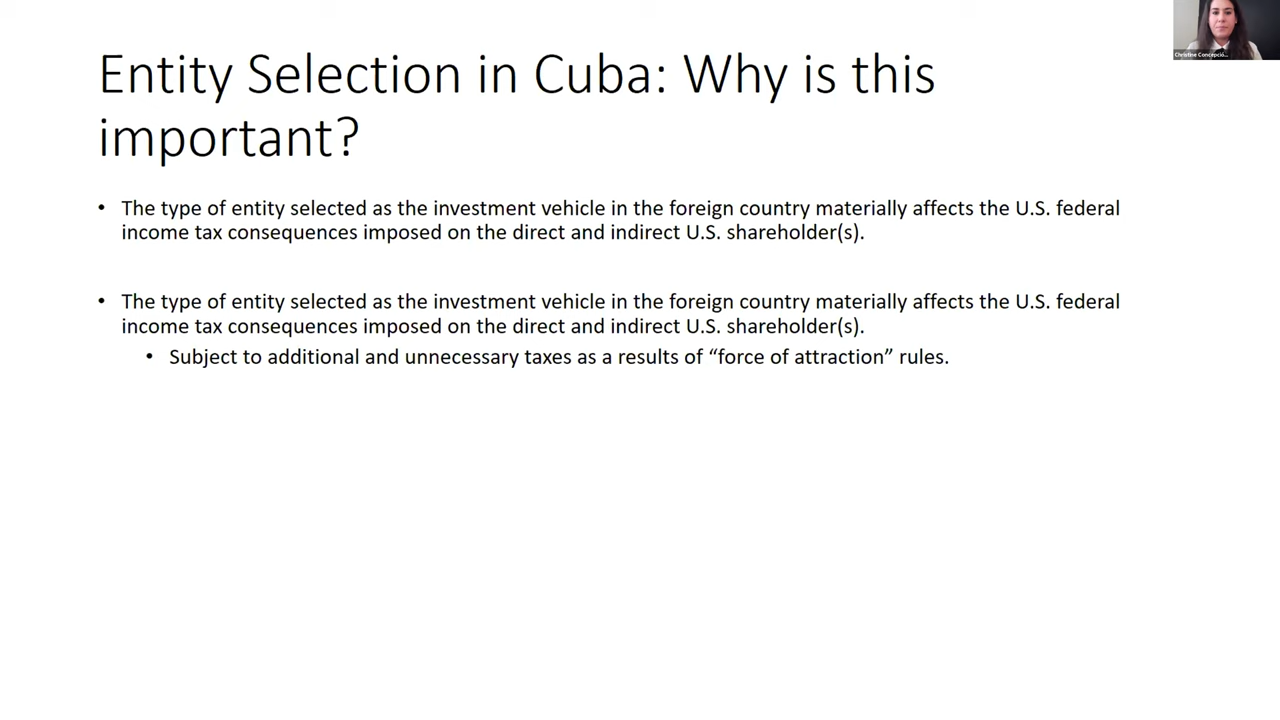 Entity Selection in Cuba: Why is this
important?
• The type of entity selected as the investment vehicle in the foreign country materially affects the U.S. federal
income tax consequences imposed on the direct and indirect U.S. shareholder(s).
• The type of entity selected as the investment vehicle in the foreign country materially affects the U.S. federal
income tax consequences imposed on the direct and indirect U.S. shareholder(s).
• Subject to additional and unnecessary taxes as a results of “force of attraction” rules.
Christine Concepció...